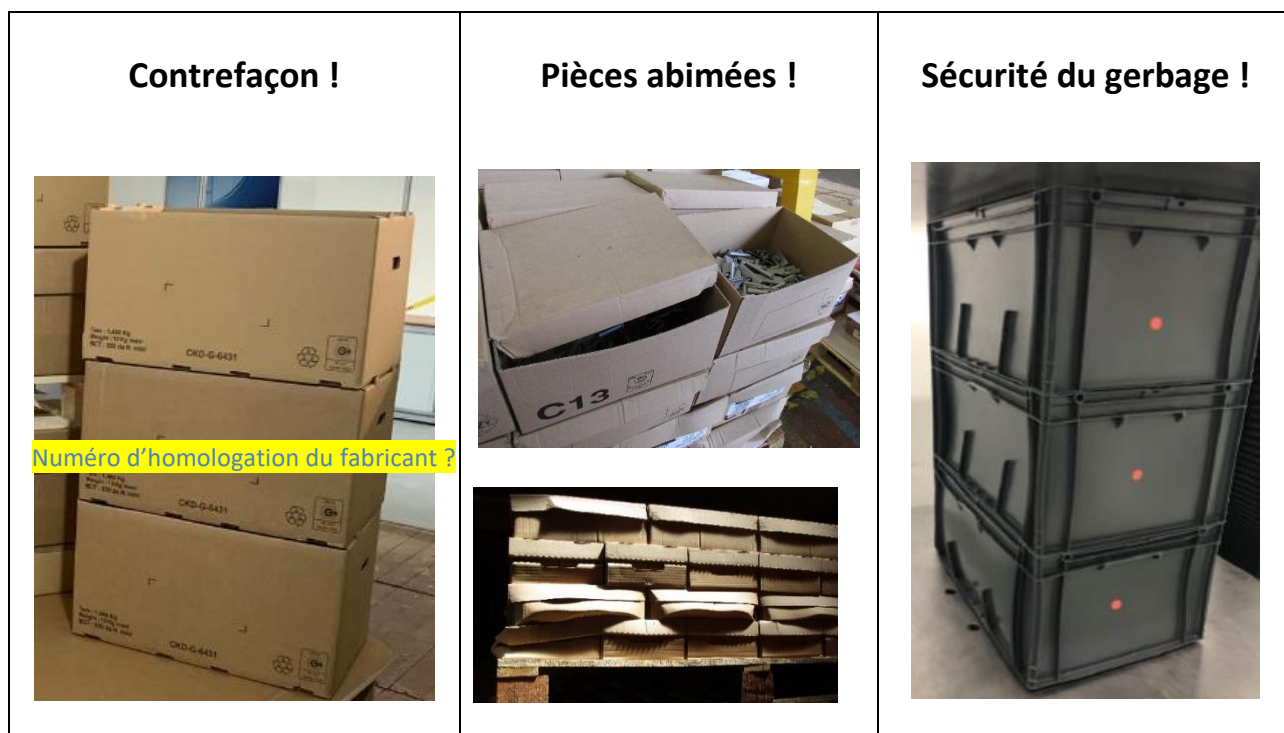 Contrefaçon !
Pièces abimées !
Sécurité du gerbage !
CKD-G-6431
Numéro d’homologation du fabricant ?
CKD-G-6431
CKD-G-6431
C13